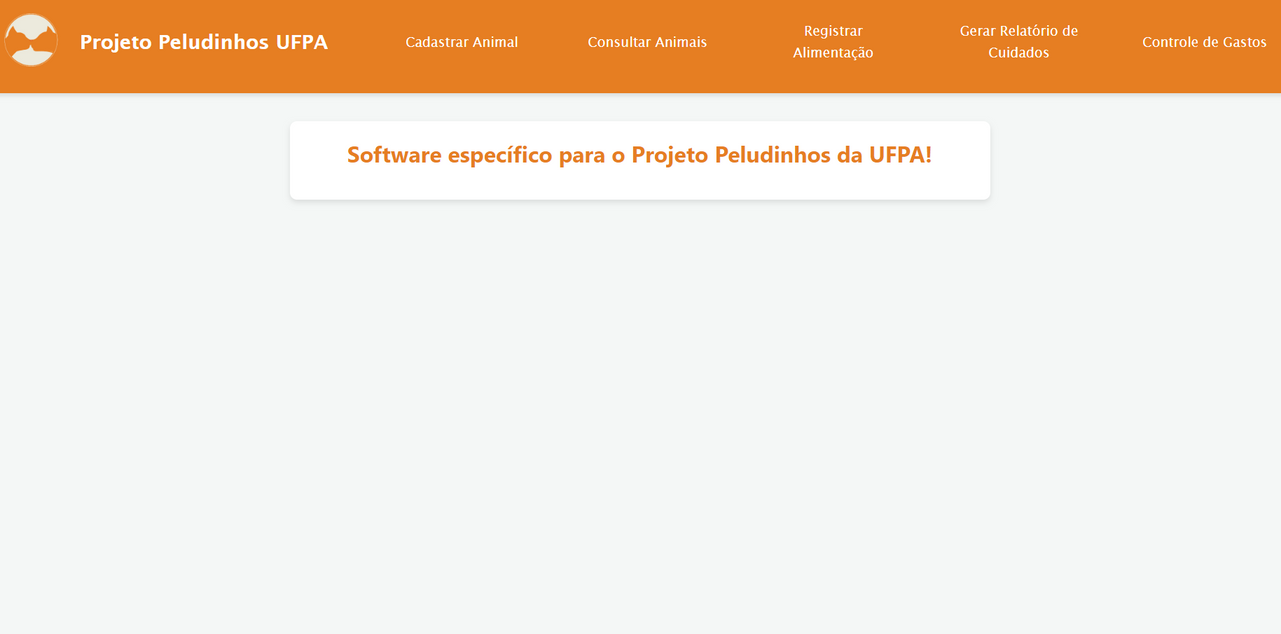 Projeto Peludinhos UFPA
Cadastrar Animal
Consultar Animais
Registrar
Alimentação
Gerar Relatório de
Cuidados
Controle de Gastos
Software específico para o Projeto Peludinhos da UFPA!